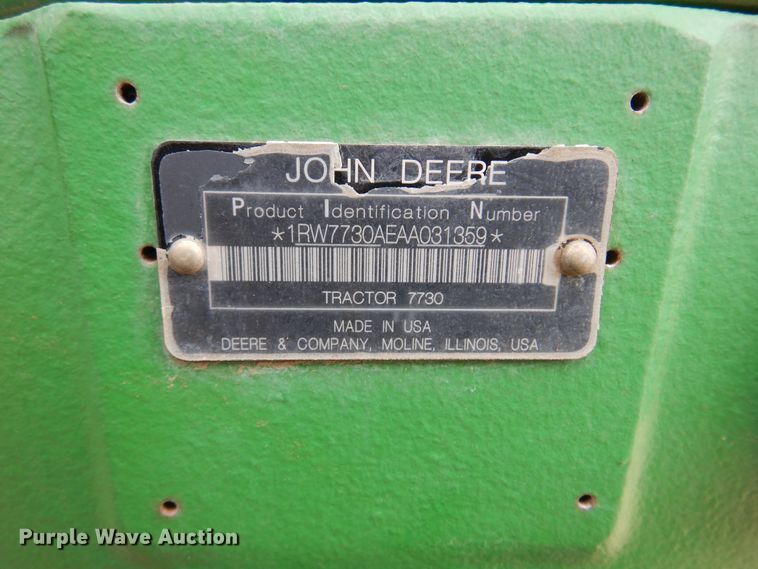 JOHN DEERE
Product Identification Number
*1RW7730AEAA031359*
TRACTOR 7730
MADE IN USA
DEERE & COMPANY, MOLINE, ILLINOIS, USA
Purple Wave Auction